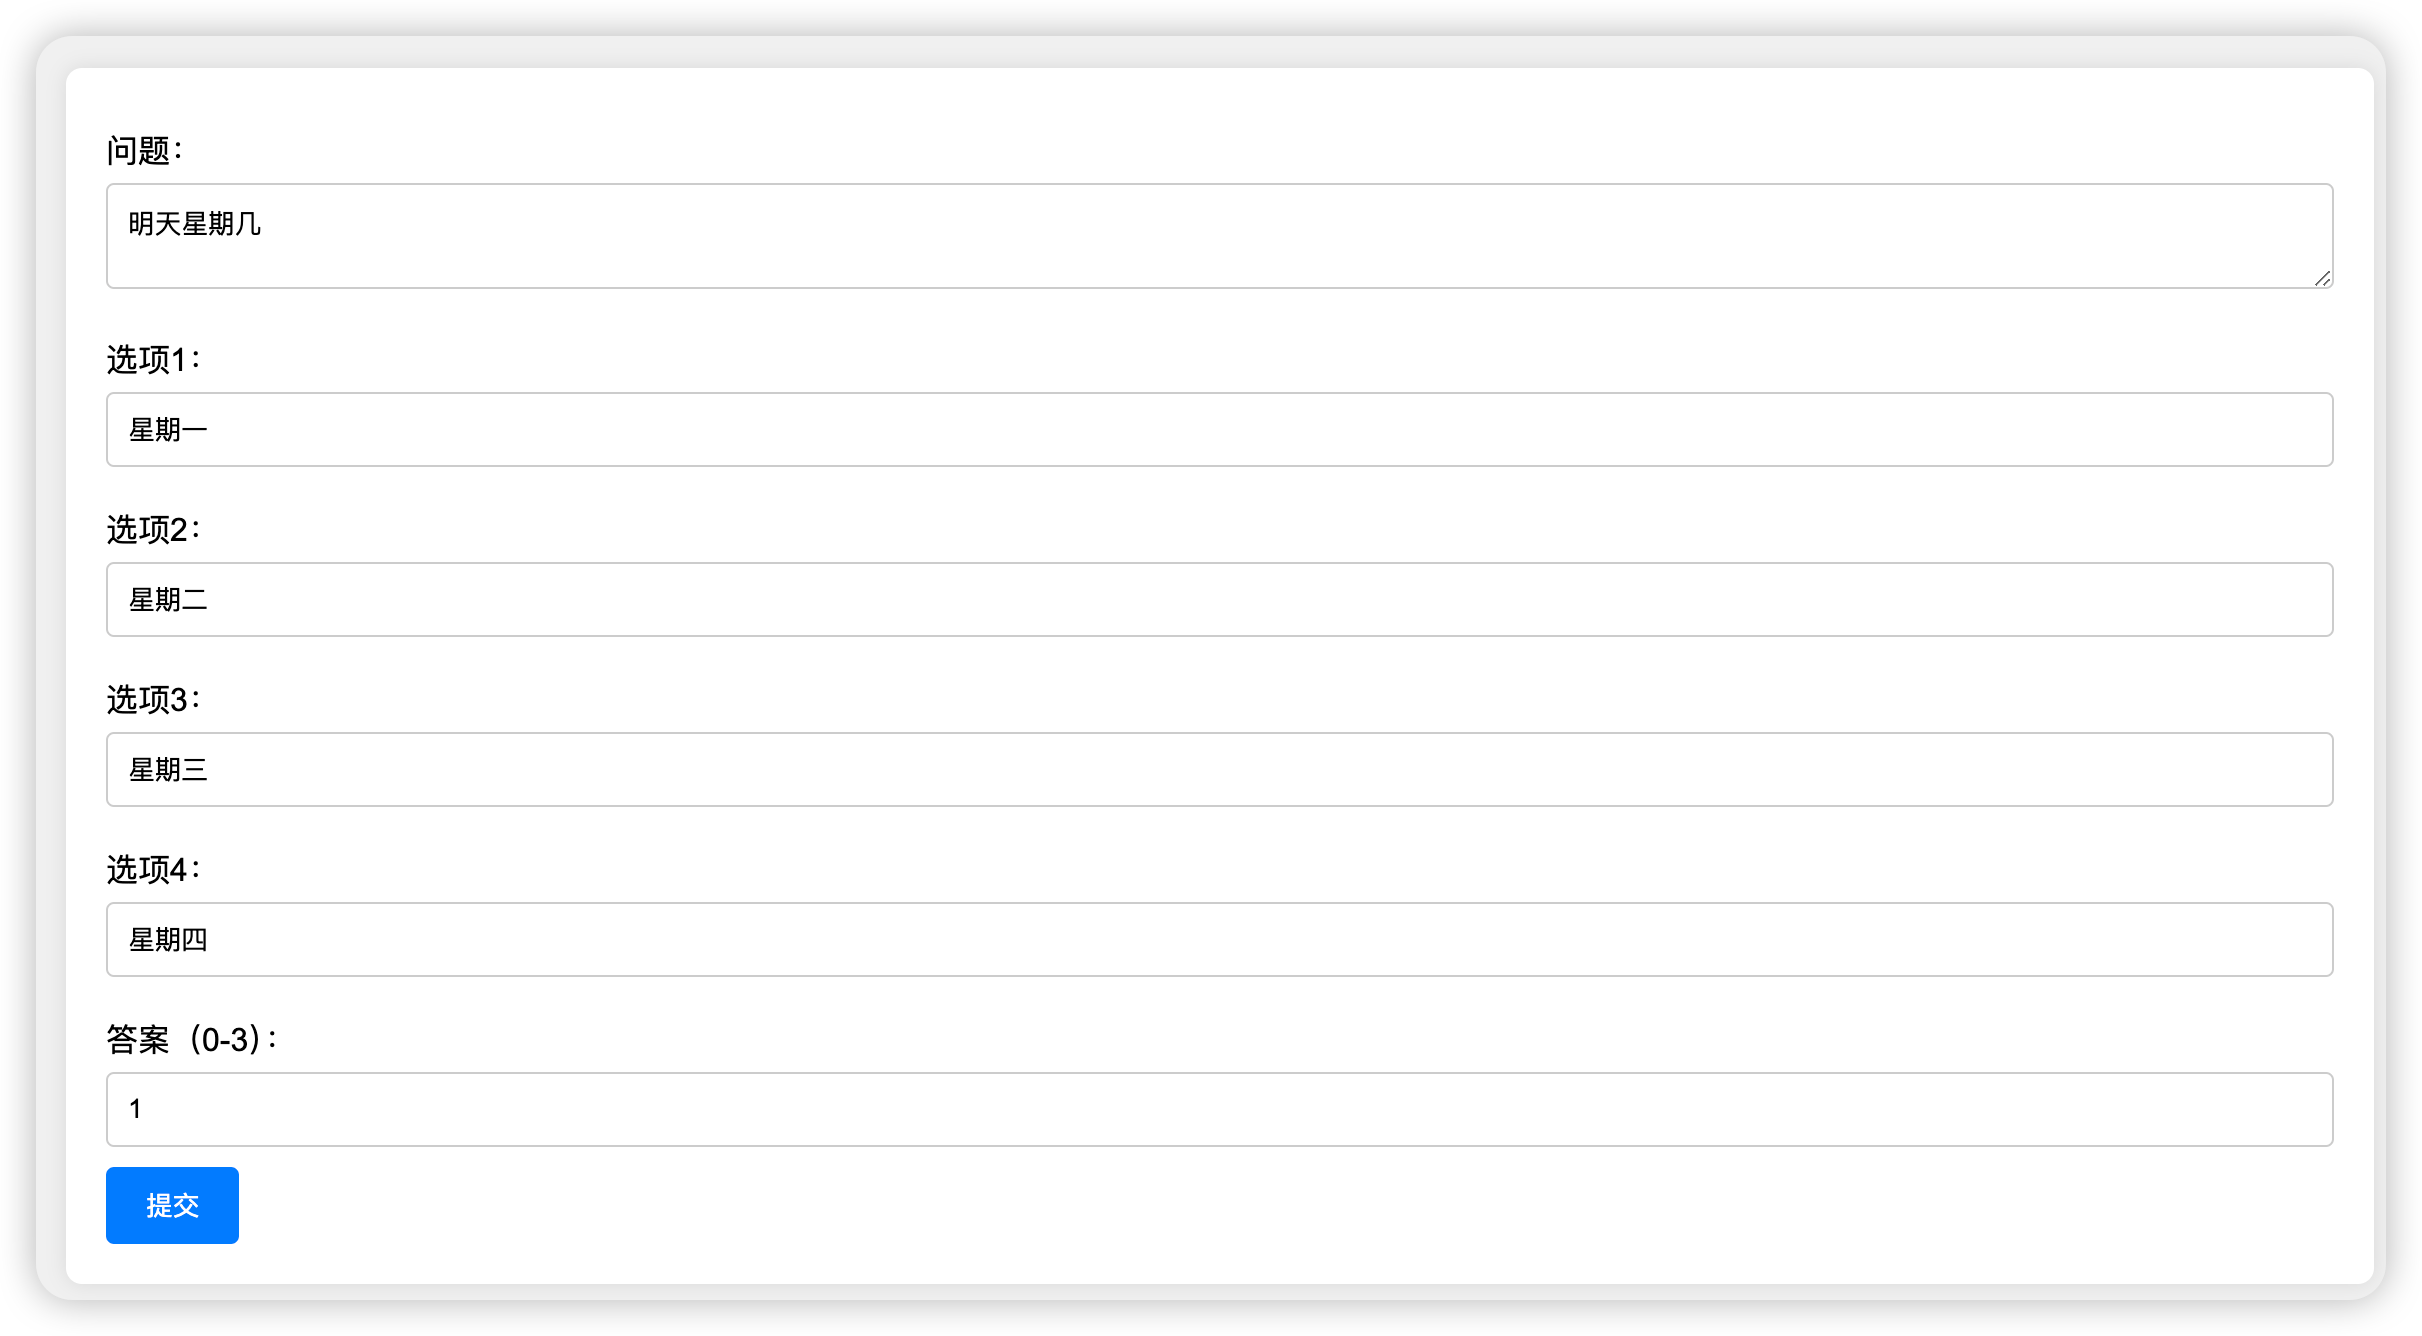 问题：
明天星期几
选项1：
星期一
选项2：
星期二
选项3：
星期三
选项4：
星期四
答案（0-3）：
1
提交